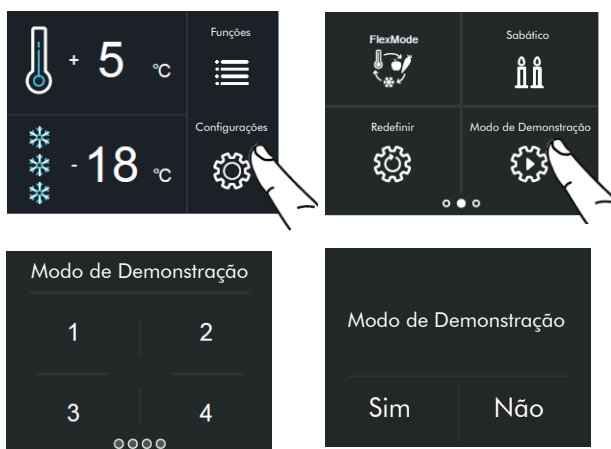 + 5 °C
Funções
- 18 °C
Configurações
FlexMode
Sabático
Redefinir
Modo de Demonstração
Modo de Demonstração
1 2
3 4
Modo de Demonstração
Sim Não